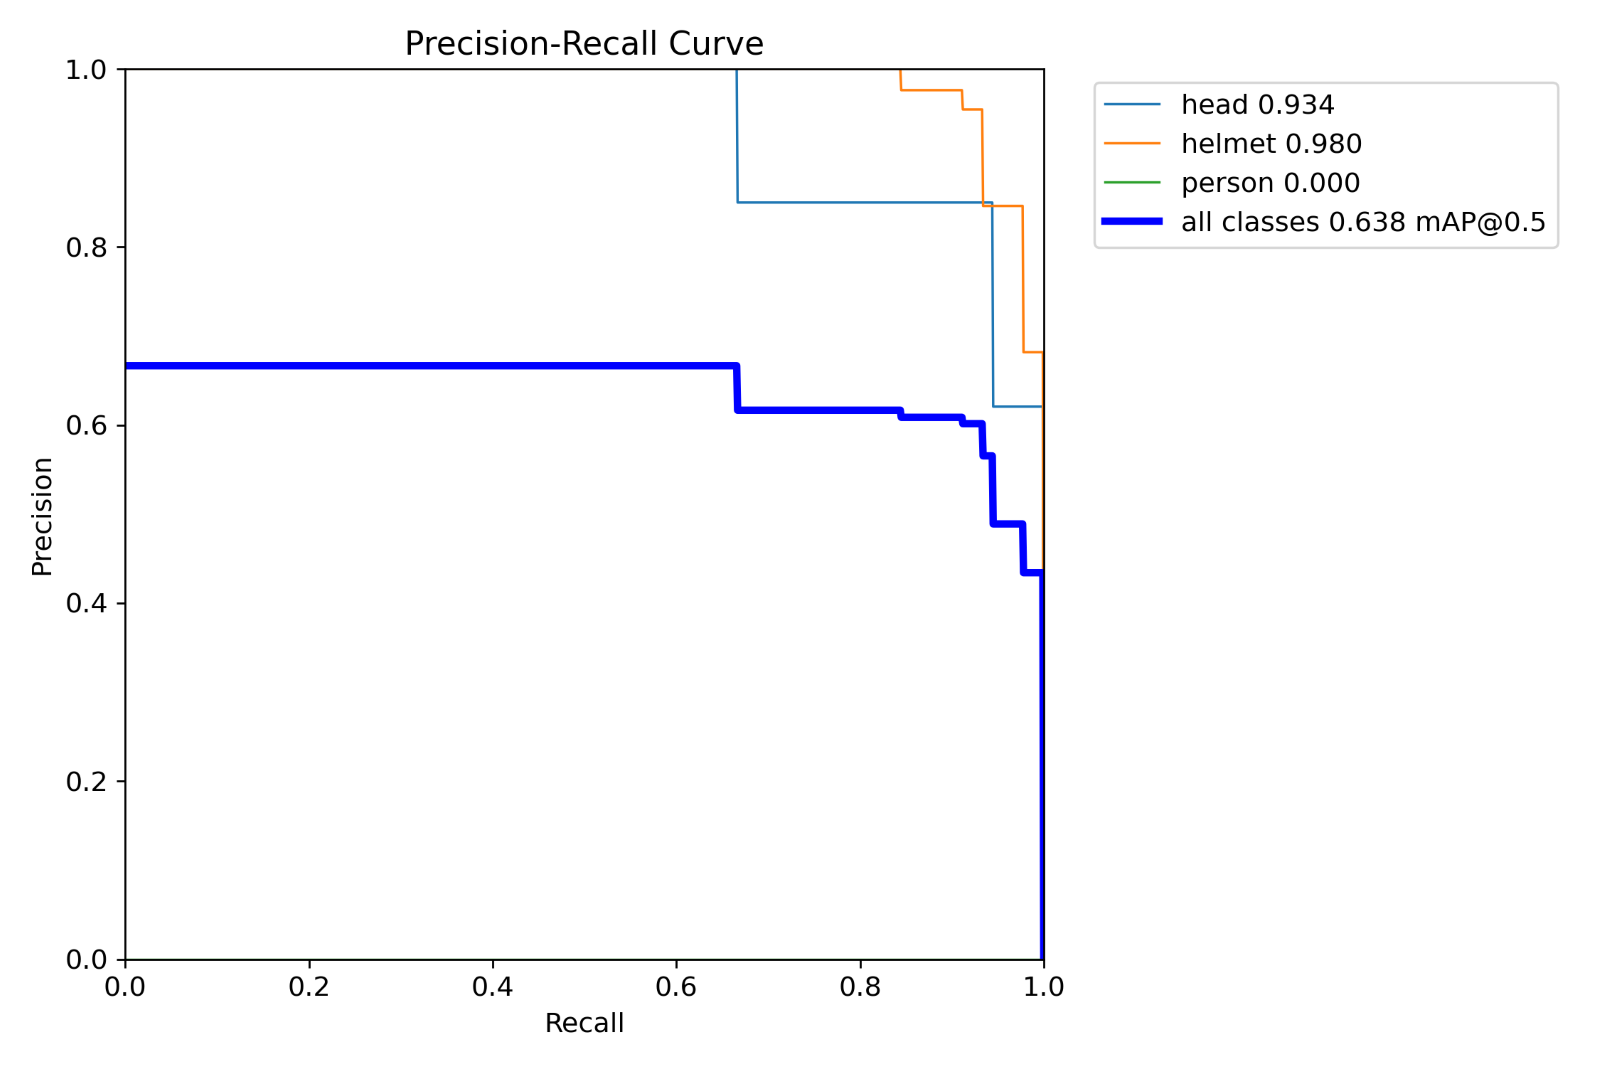 Precision-Recall Curve
1.0
0.8
0.6
0.4
0.2
0.0
Precision
0.0 0.2 0.4 0.6 0.8 1.0
Recall
head 0.934
helmet 0.980
person 0.000
all classes 0.638 mAP@0.5